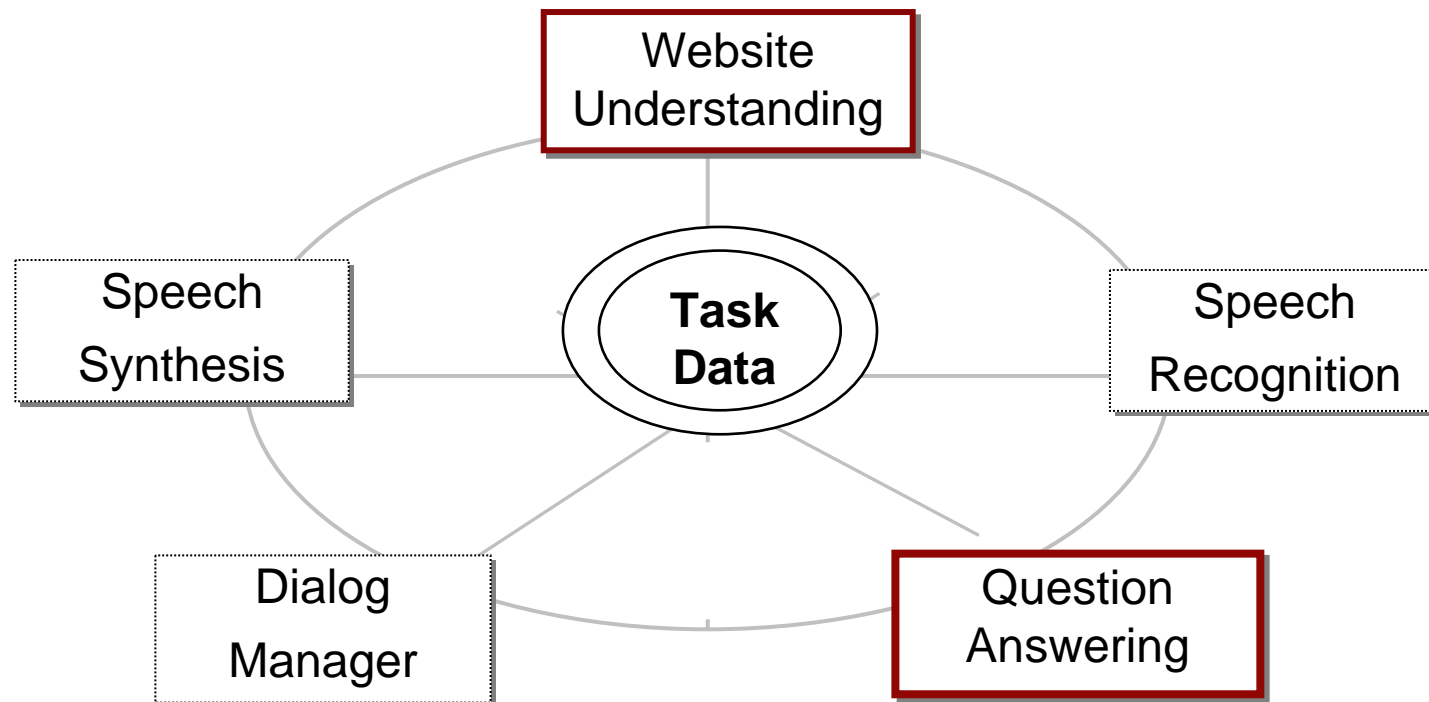 Website
Understanding
Speech
Synthesis
Task
Data
Speech
Recognition
Dialog
Manager
Question
Answering